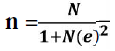 n = N / 1+N(e)²